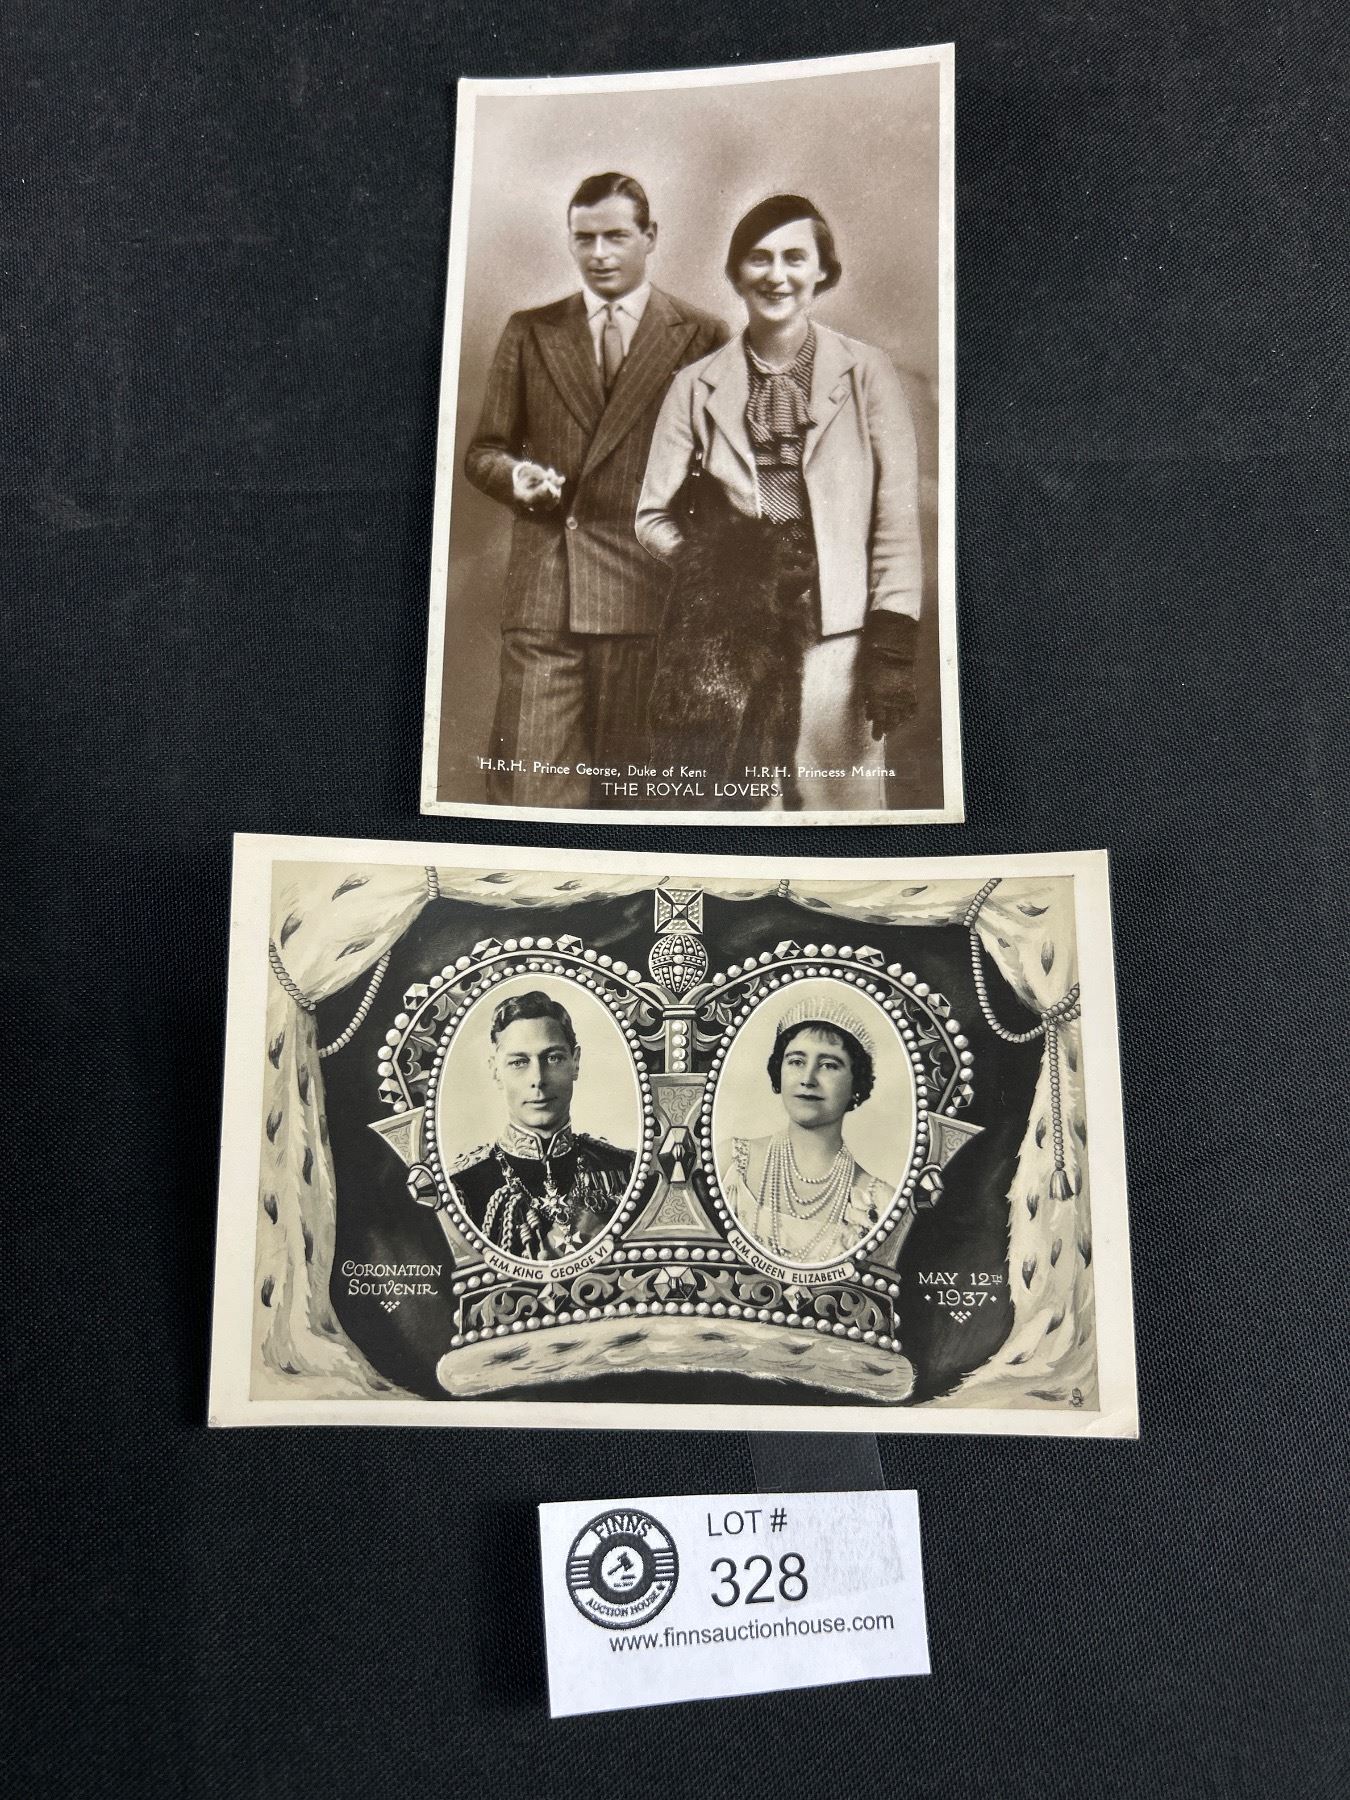 H.R.H. Prince George, Duke of Kent H.R.H. Princess Marina
THE ROYAL LOVERS.
H.M. KING GEORGE VI
H.M. QUEEN ELIZABETH
CORONATION
SOUVENIR
MAY 12TH
1937
FINNS
AUCTION HOUSE
LOT #
328
www.finnsauctionhouse.com